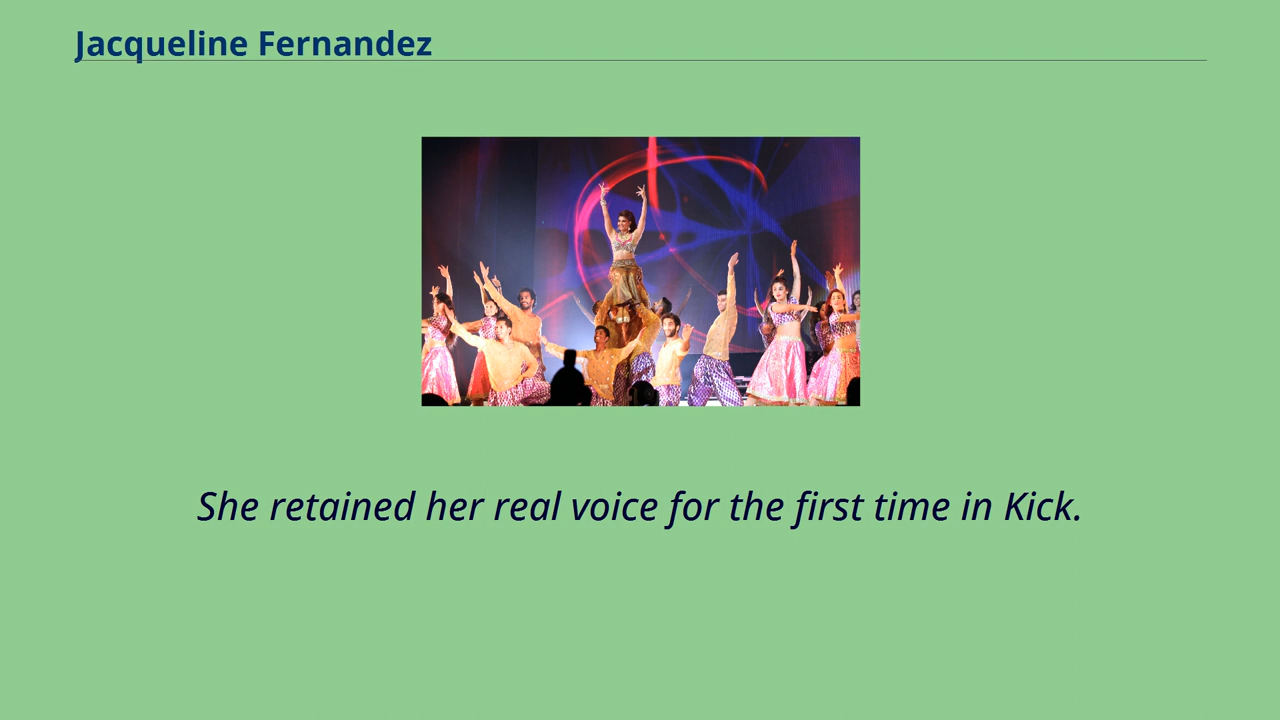 Jacqueline Fernandez
She retained her real voice for the first time in Kick.